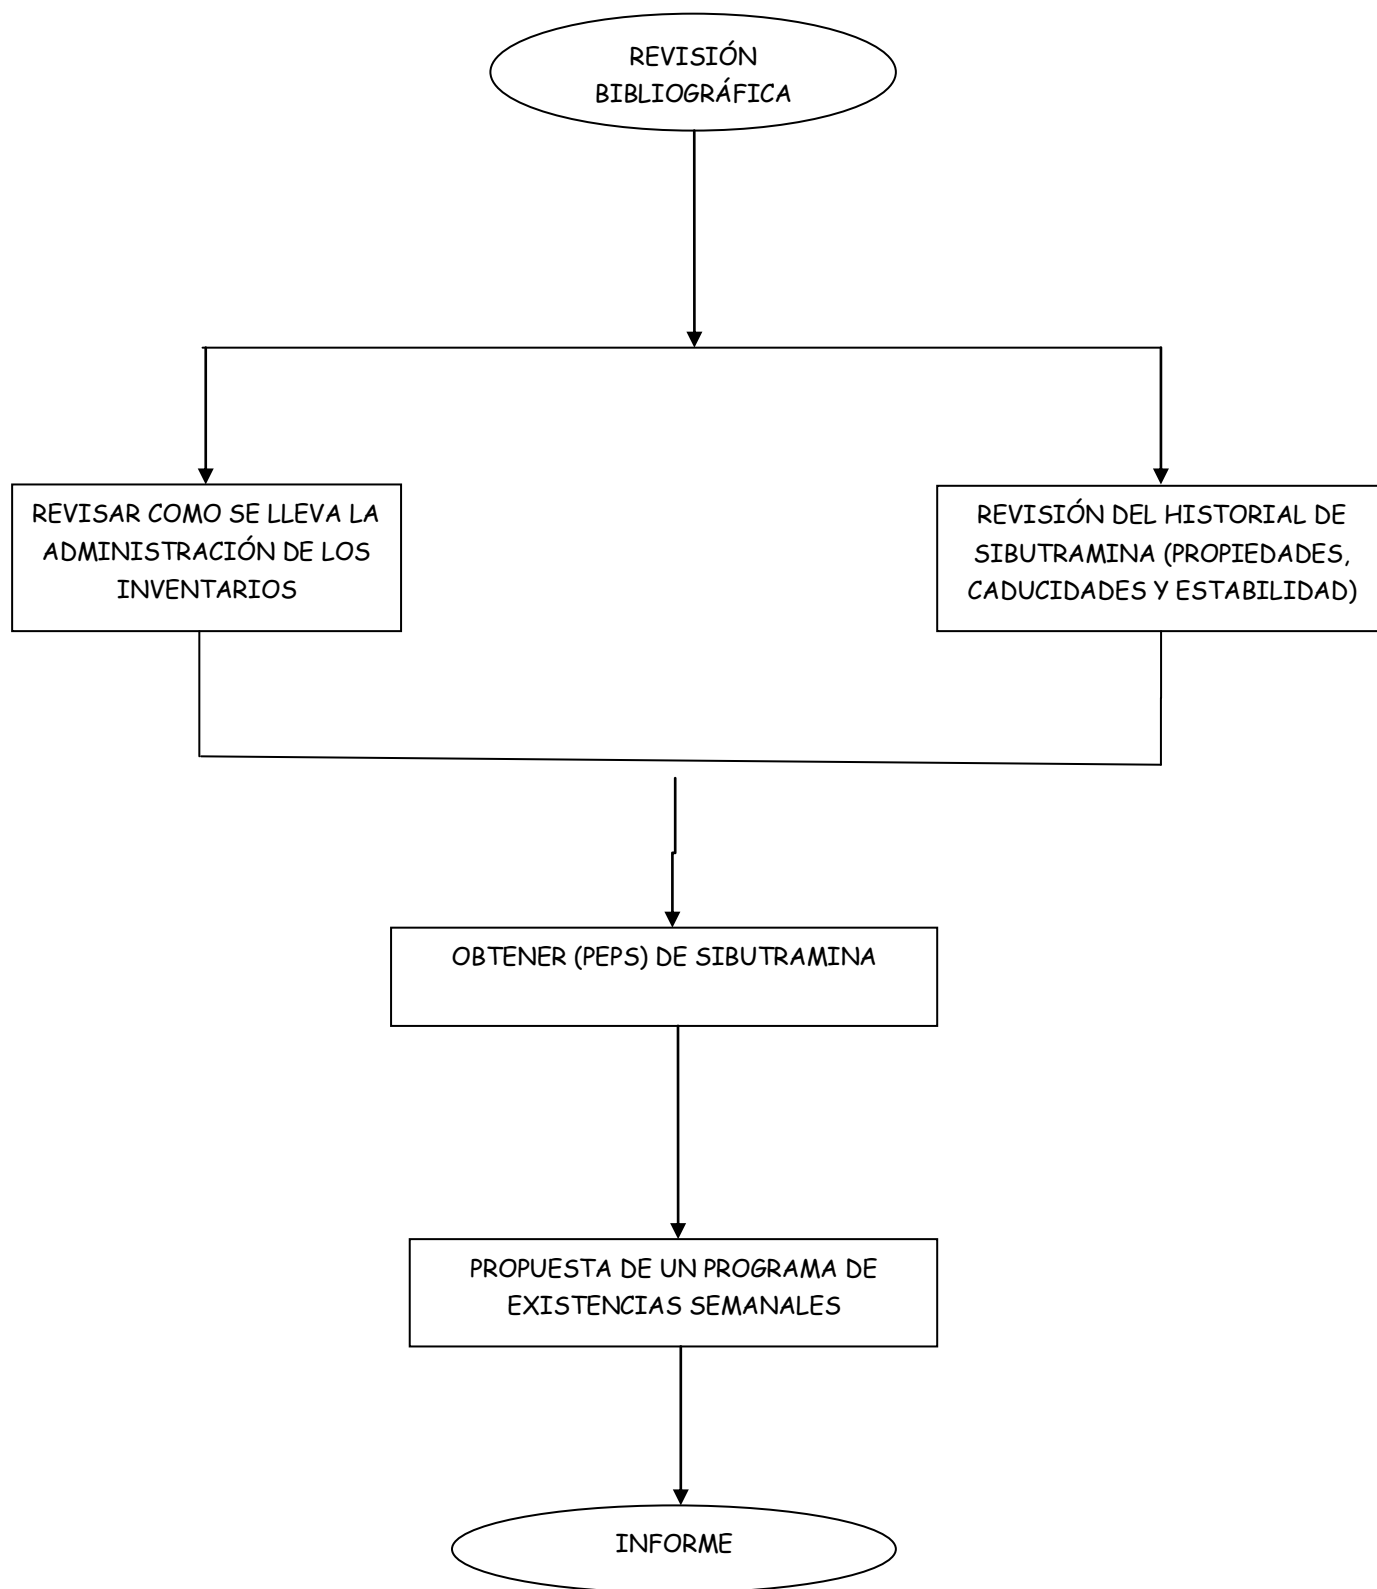 REVISIÓN
BIBLIOGRÁFICA
REVISAR COMO SE LLEVA LA
ADMINISTRACIÓN DE LOS
INVENTARIOS
REVISIÓN DEL HISTORIAL DE
SIBUTRAMINA (PROPIEDADES,
CADUCIDADES Y ESTABILIDAD)
OBTENER (PEPS) DE SIBUTRAMINA
PROPUESTA DE UN PROGRAMA DE
EXISTENCIAS SEMANALES
INFORME